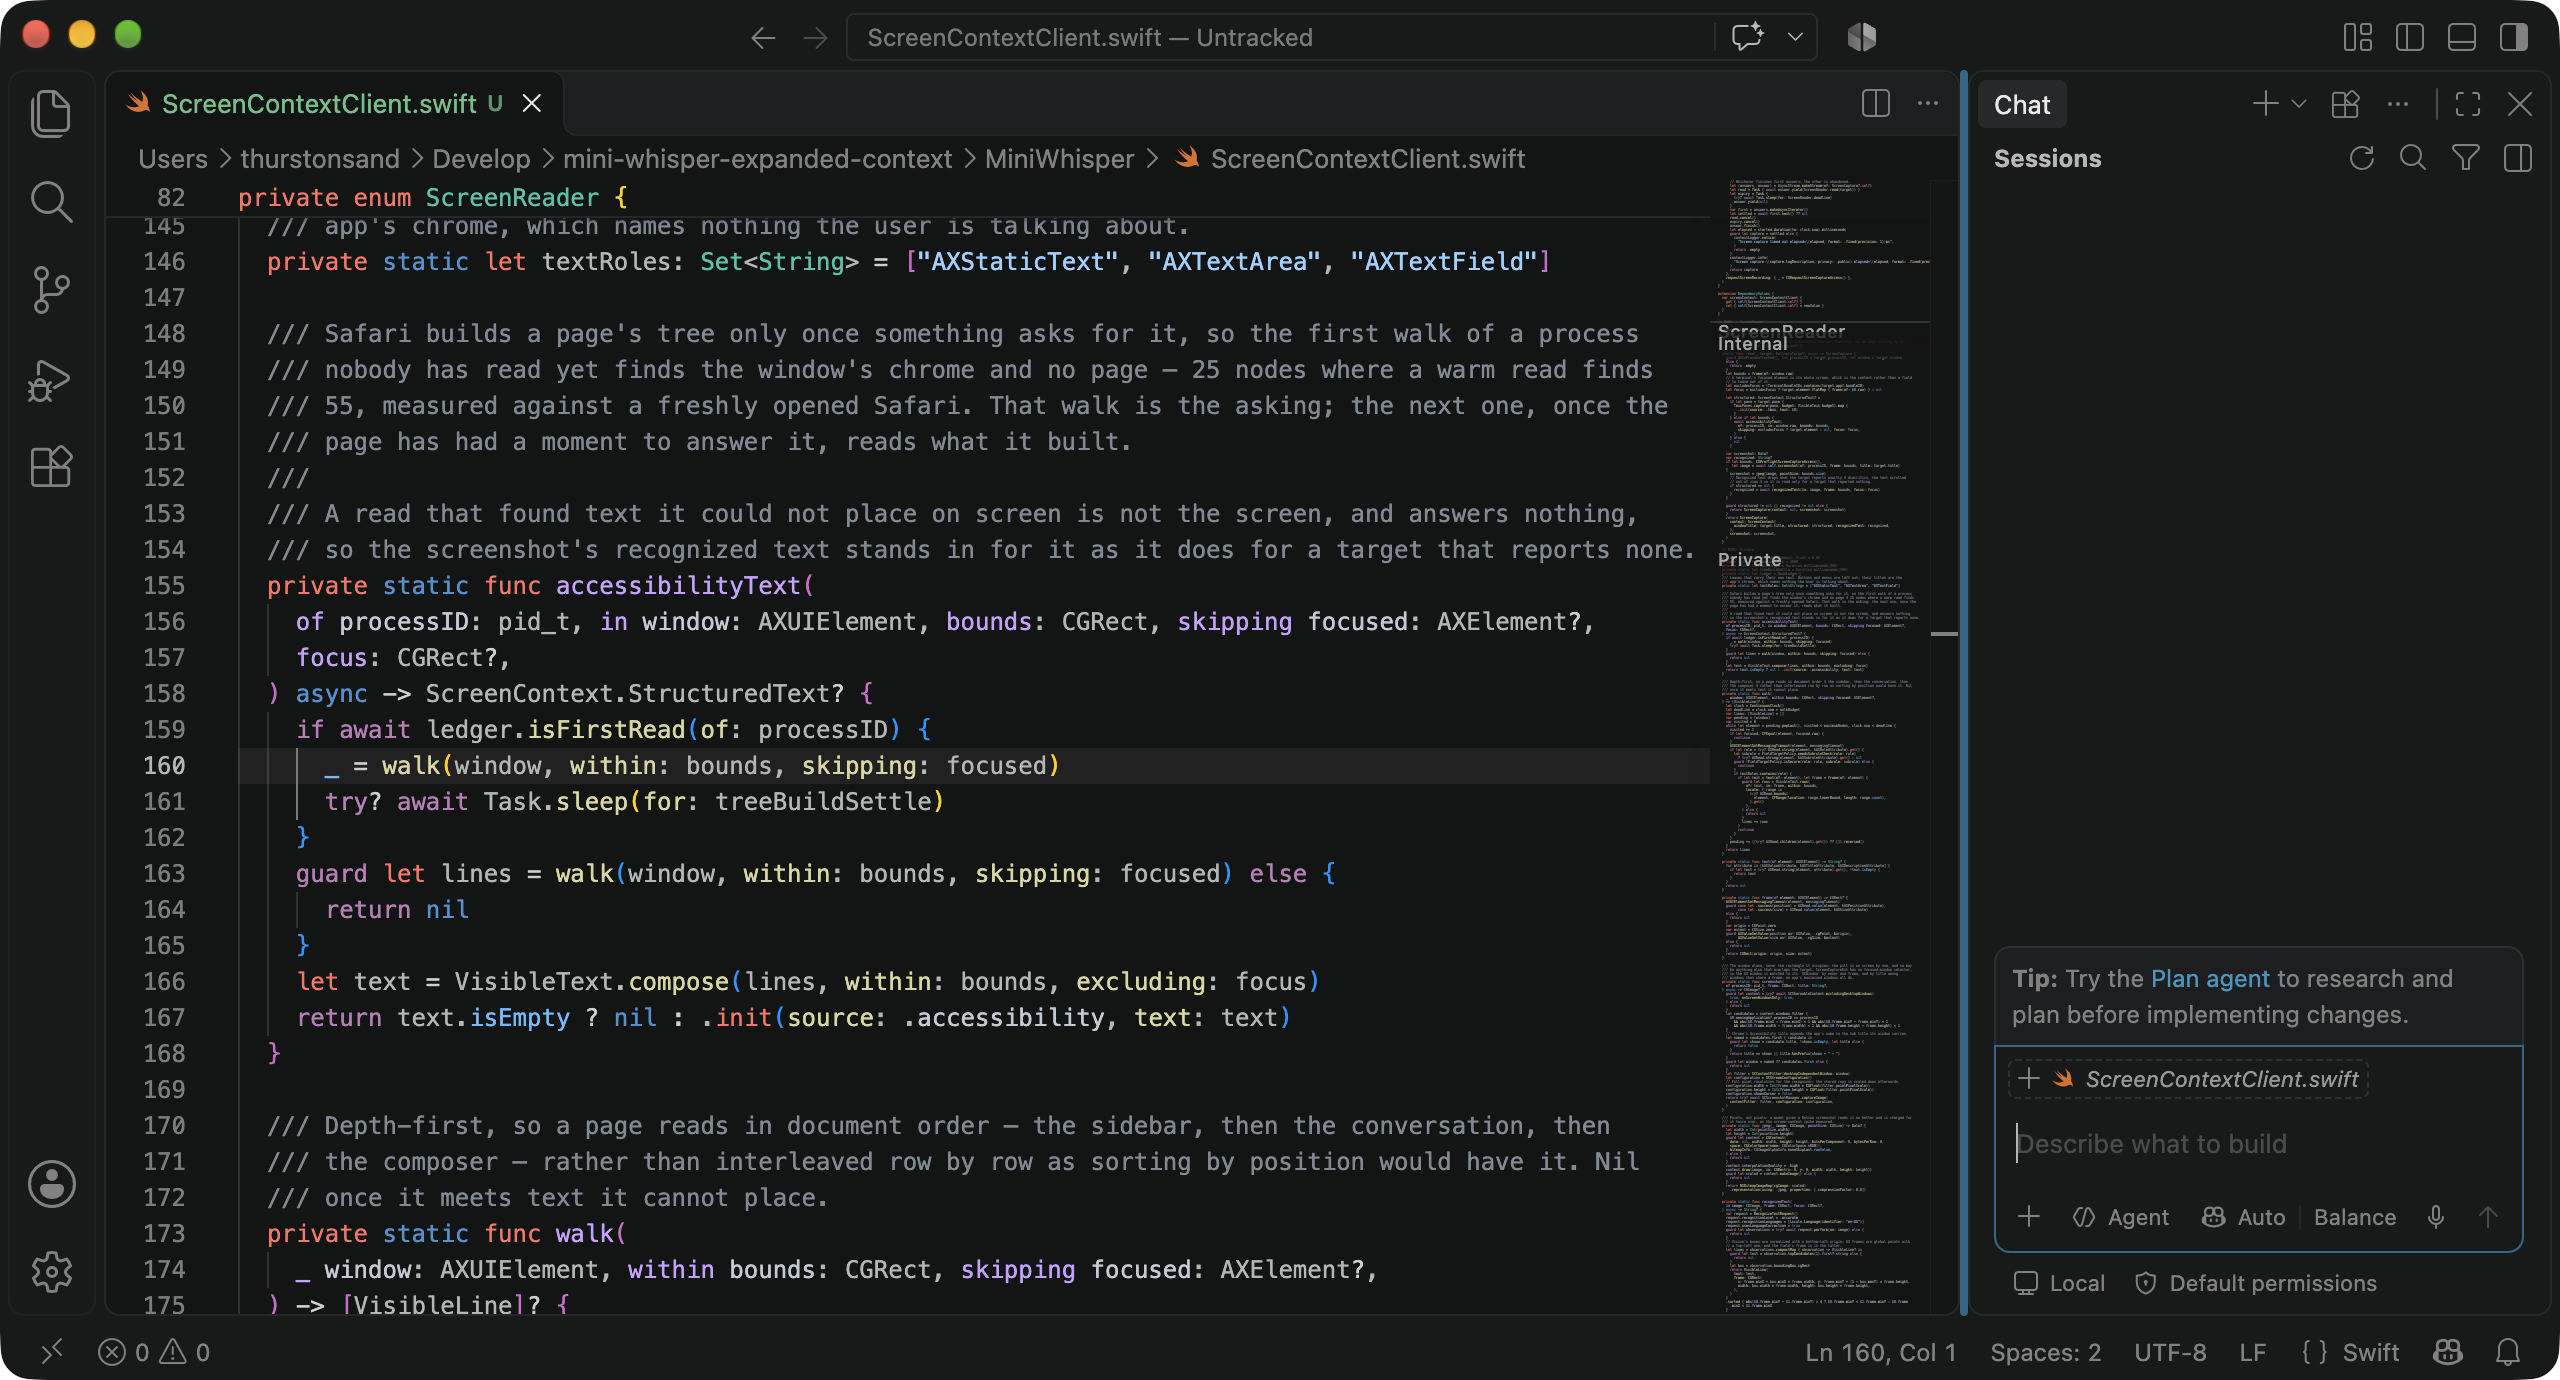 ScreenContextClient.swift — Untracked
ScreenContextClient.swift U
Users > thurstonsand > Develop > mini-whisper-expanded-context > MiniWhisper > ScreenContextClient.swift
82 private enum ScreenReader {
145 /// app's chrome, which names nothing the user is talking about.
146 private static let textRoles: Set<String> = ["AXStaticText", "AXTextArea", "AXTextField"]
147
148 /// Safari builds a page's tree only once something asks for it, so the first walk of a process
149 /// nobody has read yet finds the window's chrome and no page — 25 nodes where a warm read finds
150 /// 55, measured against a freshly opened Safari. That walk is the asking; the next one, once the
151 /// page has had a moment to answer it, reads what it built.
152 ///
153 /// A read that found text it could not place on screen is not the screen, and answers nothing,
154 /// so the screenshot's recognized text stands in for it as it does for a target that reports none.
155 private static func accessibilityText(
156 of processID: pid_t, in window: AXUIElement, bounds: CGRect, skipping focused: AXElement?,
157 focus: CGRect?,
158 ) async -> ScreenContext.StructuredText? {
159 if await ledger.isFirstRead(of: processID) {
160 _ = walk(window, within: bounds, skipping: focused)
161 try? await Task.sleep(for: treeBuildSettle)
162 }
163 guard let lines = walk(window, within: bounds, skipping: focused) else {
164 return nil
165 }
166 let text = VisibleText.compose(lines, within: bounds, excluding: focus)
167 return text.isEmpty ? nil : .init(source: .accessibility, text: text)
168 }
169
170 /// Depth-first, so a page reads in document order — the sidebar, then the conversation, then
171 /// the composer — rather than interleaved row by row as sorting by position would have it. Nil
172 /// once it meets text it cannot place.
173 private static func walk(
174 _ window: AXUIElement, within bounds: CGRect, skipping focused: AXElement?,
175 ) -> [VisibleLine]? {
ScreenReader
Internal
Private
Chat
Sessions
Tip: Try the Plan agent to research and
plan before implementing changes.
ScreenContextClient.swift
Describe what to build
Agent Auto Balance
Local Default permissions
0 0
Ln 160, Col 1 Spaces: 2 UTF-8 LF {} Swift